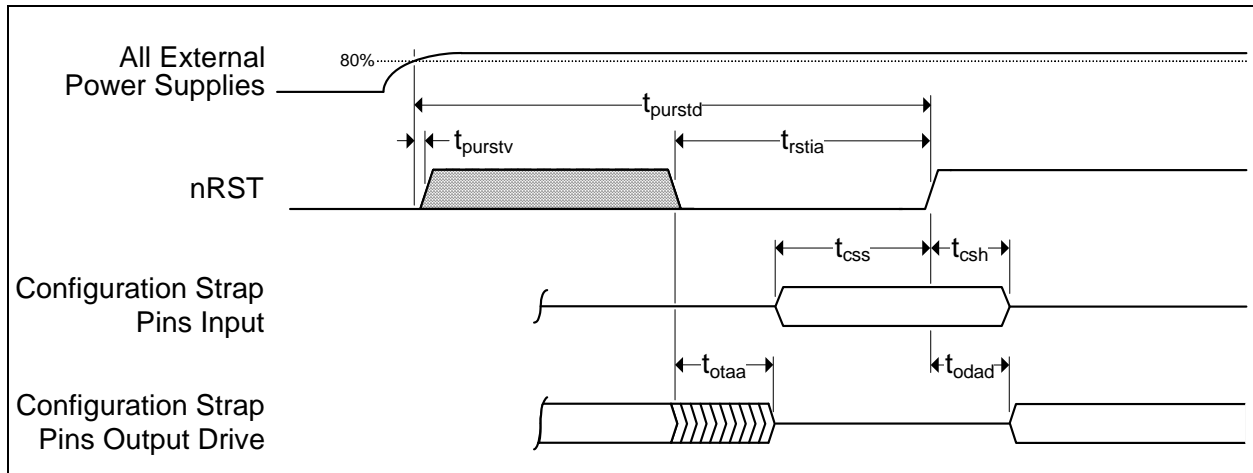 All External
Power Supplies
80%
tpurstd
tpurstv
trstia
nRST
tcss
tcsh
Configuration Strap
Pins Input
totaa
todad
Configuration Strap
Pins Output Drive